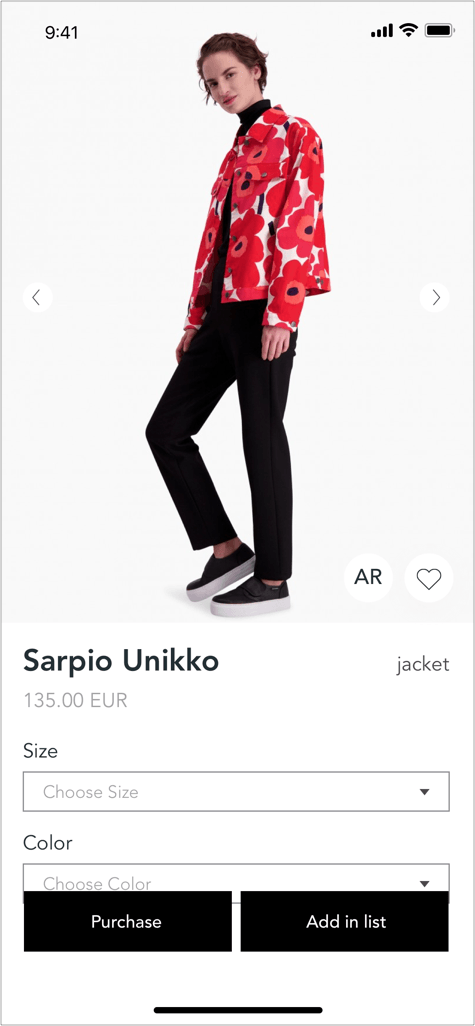 9:41
AR
Sarpio Unikko
jacket
135.00 EUR
Size
Choose Size
Color
Choose Color
Purchase
Add in list